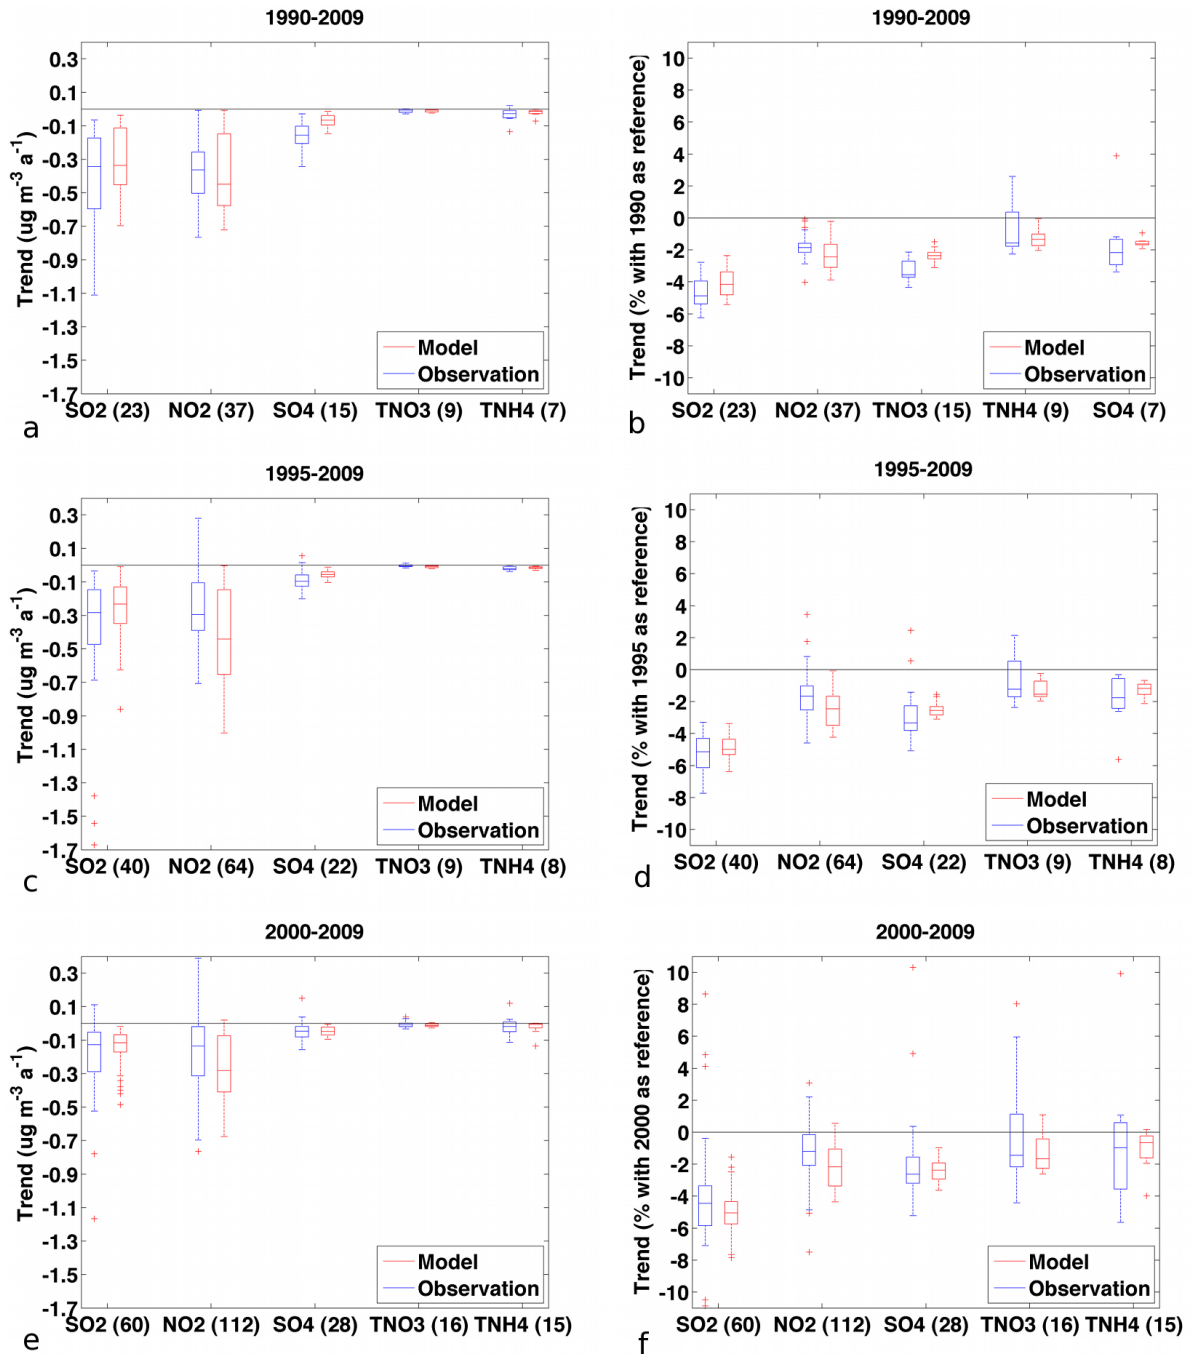 1990-2009
Trend (ug m-3 a-1)
0.3
0.1
-0.1
-0.3
-0.5
-0.7
-0.9
-1.1
-1.3
-1.5
-1.7
Model
Observation
SO2 (23) NO2 (37) SO4 (15) TNO3 (9) TNH4 (7)
a
1990-2009
Trend (% with 1990 as reference)
10
8
6
4
2
0
-2
-4
-6
-8
-10
Model
Observation
SO2 (23) NO2 (37) TNO3 (15) TNH4 (9) SO4 (7)
b
1995-2009
Trend (ug m-3 a-1)
0.3
0.1
-0.1
-0.3
-0.5
-0.7
-0.9
-1.1
-1.3
-1.5
-1.7
Model
Observation
SO2 (40) NO2 (64) SO4 (22) TNO3 (9) TNH4 (8)
c
1995-2009
Trend (% with 1995 as reference)
10
8
6
4
2
0
-2
-4
-6
-8
-10
Model
Observation
SO2 (40) NO2 (64) SO4 (22) TNO3 (9) TNH4 (8)
d
2000-2009
Trend (ug m-3 a-1)
0.3
0.1
-0.1
-0.3
-0.5
-0.7
-0.9
-1.1
-1.3
-1.5
-1.7
Model
Observation
SO2 (60) NO2 (112) SO4 (28) TNO3 (16) TNH4 (15)
e
2000-2009
Trend (% with 2000 as reference)
10
8
6
4
2
0
-2
-4
-6
-8
-10
Model
Observation
SO2 (60) NO2 (112) SO4 (28) TNO3 (16) TNH4 (15)
f